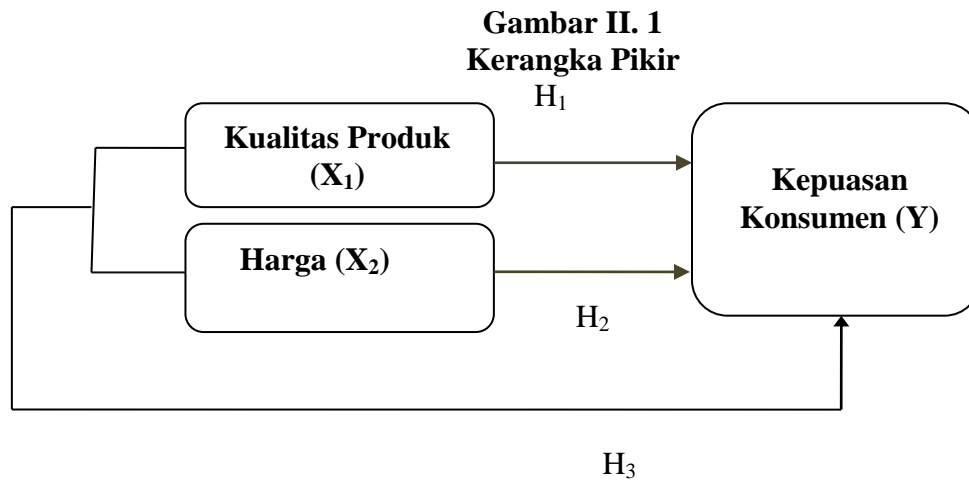 Gambar II. 1
Kerangka Pikir
H₁
Kualitas Produk
(X₁)
Kepuasan
Konsumen (Y)
Harga (X₂)
H₂
H₃